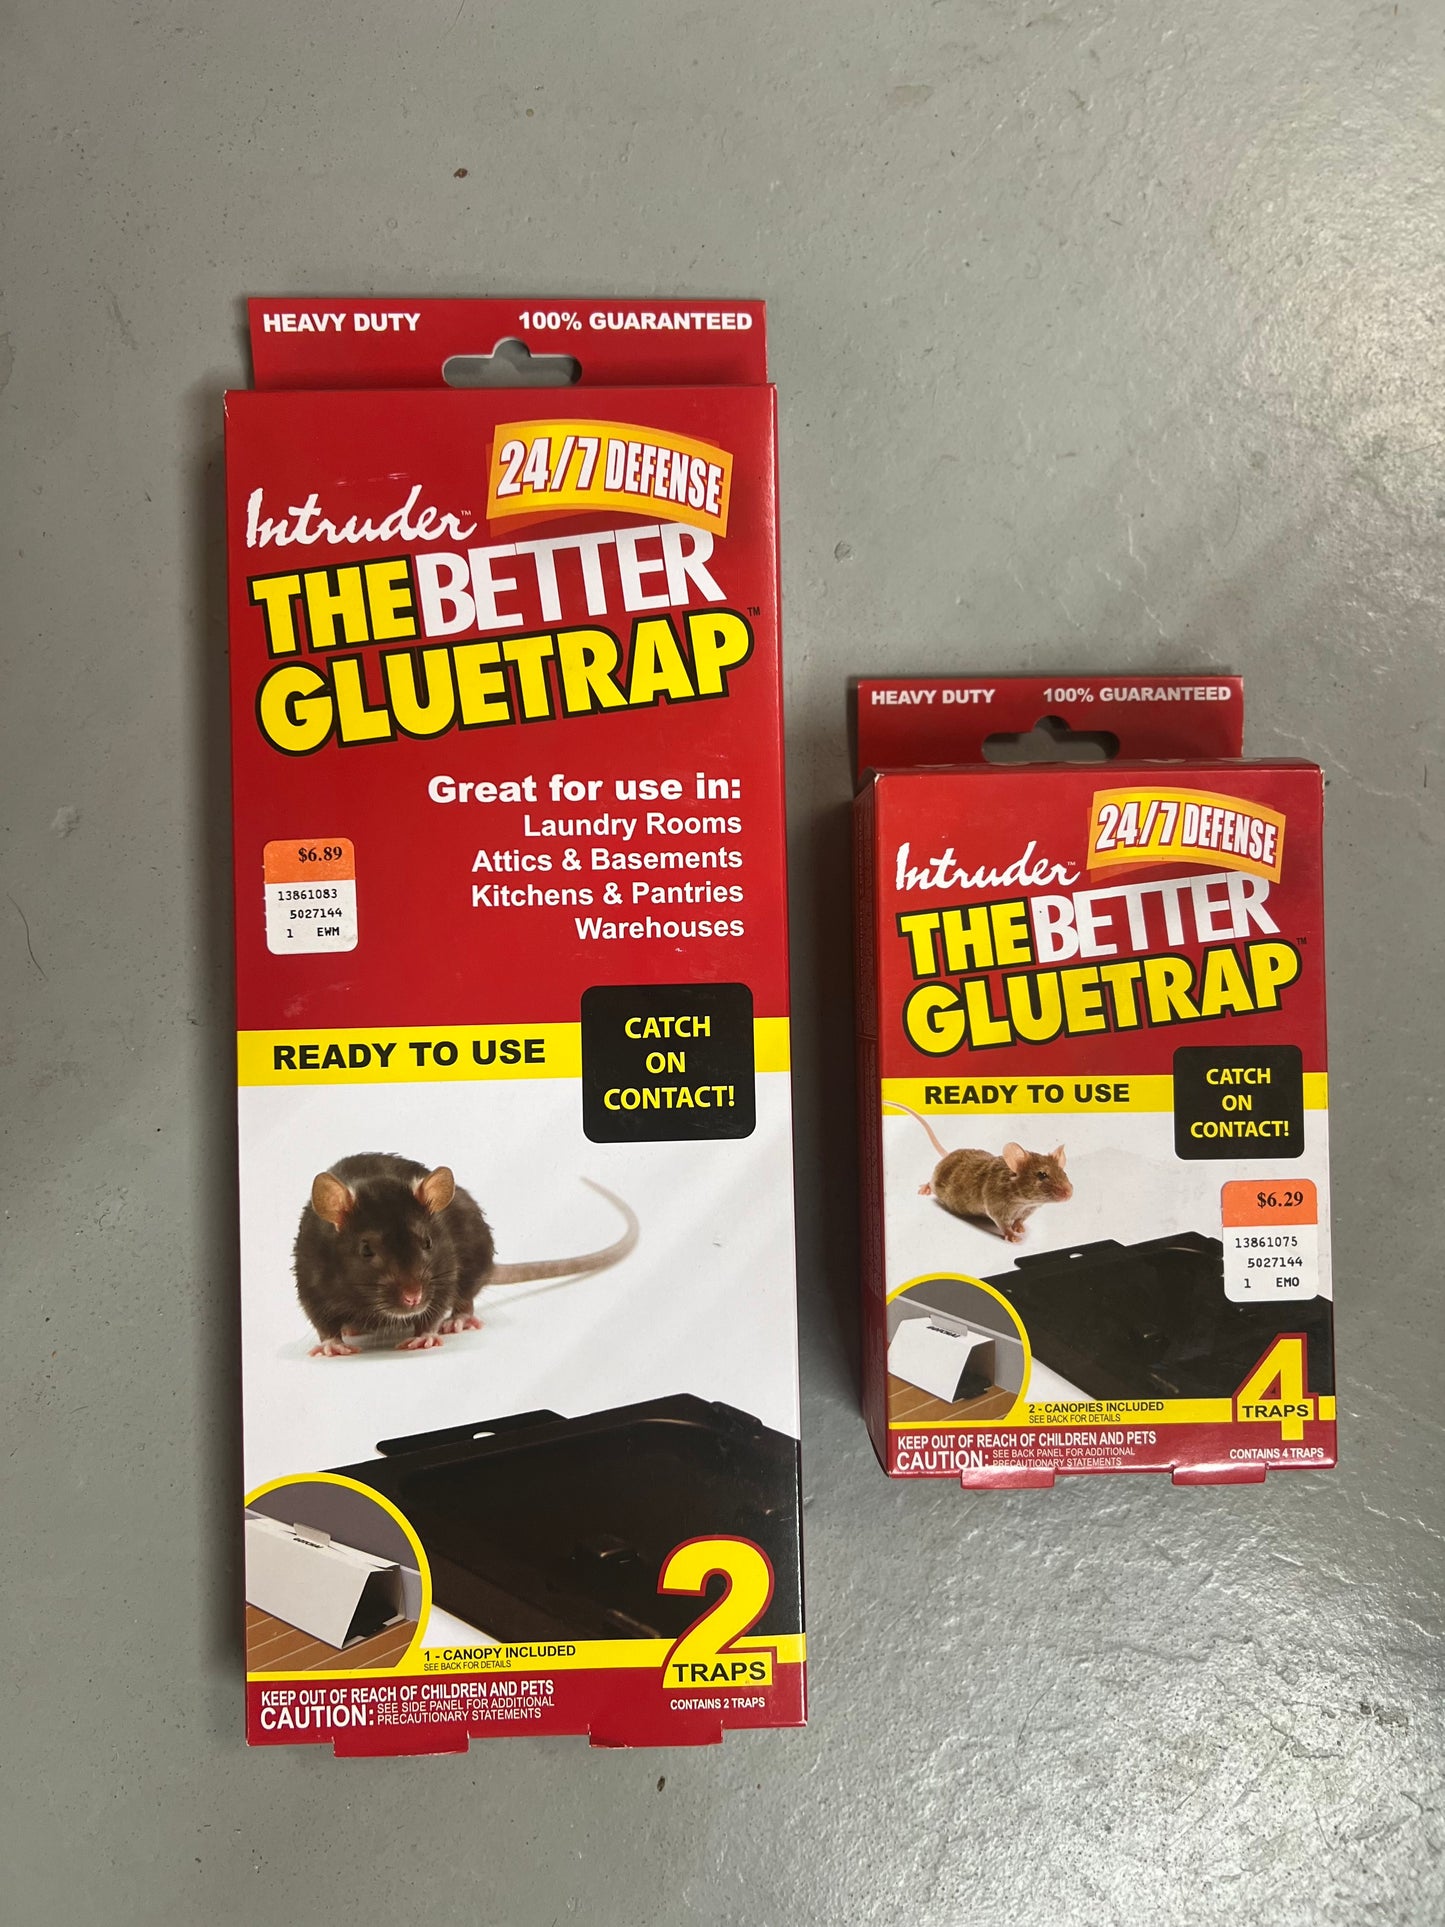 HEAVY DUTY 100% GUARANTEED
24/7 DEFENSE
Intruder™
THE BETTER
GLUETRAP™
Great for use in:
Laundry Rooms
Attics & Basements
Kitchens & Pantries
Warehouses
$6.89
13861083
5027144
1 EWM
READY TO USE
CATCH
ON
CONTACT!
1 - CANOPY INCLUDED
SEE BACK FOR DETAILS
2
TRAPS
CONTAINS 2 TRAPS
KEEP OUT OF REACH OF CHILDREN AND PETS
CAUTION: SEE SIDE PANEL FOR ADDITIONAL
PRECAUTIONARY STATEMENTS
HEAVY DUTY 100% GUARANTEED
24/7 DEFENSE
Intruder™
THE BETTER
GLUETRAP™
READY TO USE
CATCH
ON
CONTACT!
$6.29
13861075
5027144
1 EMO
2 - CANOPIES INCLUDED
SEE BACK FOR DETAILS
4
TRAPS
CONTAINS 4 TRAPS
KEEP OUT OF REACH OF CHILDREN AND PETS
CAUTION: SEE BACK PANEL FOR ADDITIONAL
PRECAUTIONARY STATEMENTS